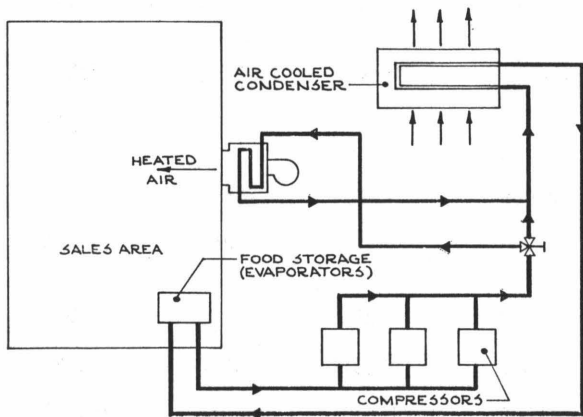 AIR COOLED
CONDENSER
HEATED
AIR
SALES AREA
FOOD STORAGE
(EVAPORATORS)
COMPRESSORS